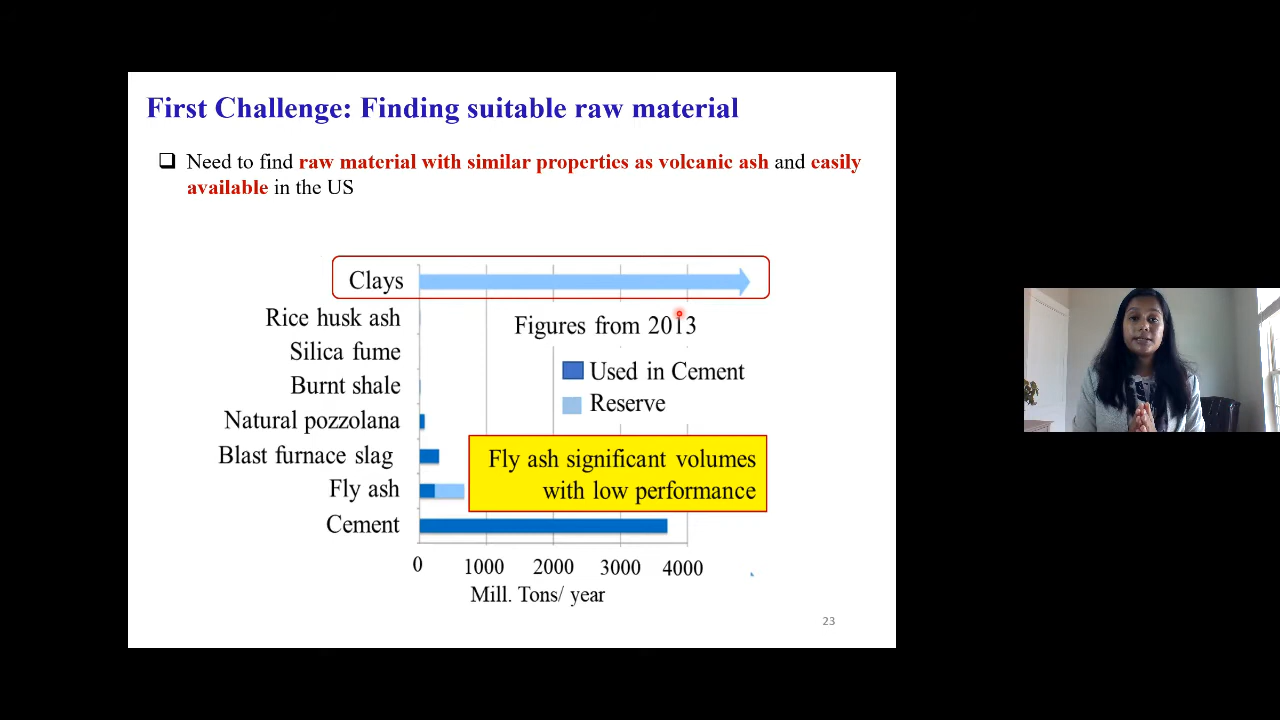 First Challenge: Finding suitable raw material
❑ Need to find raw material with similar properties as volcanic ash and easily
available in the US
Clays
Rice husk ash
Figures from 2013
Silica fume
Used in Cement
Burnt shale
Reserve
Natural pozzolana
Blast furnace slag
Fly ash significant volumes
with low performance
Fly ash
Cement
0 1000 2000 3000 4000
Mill. Tons/ year
23